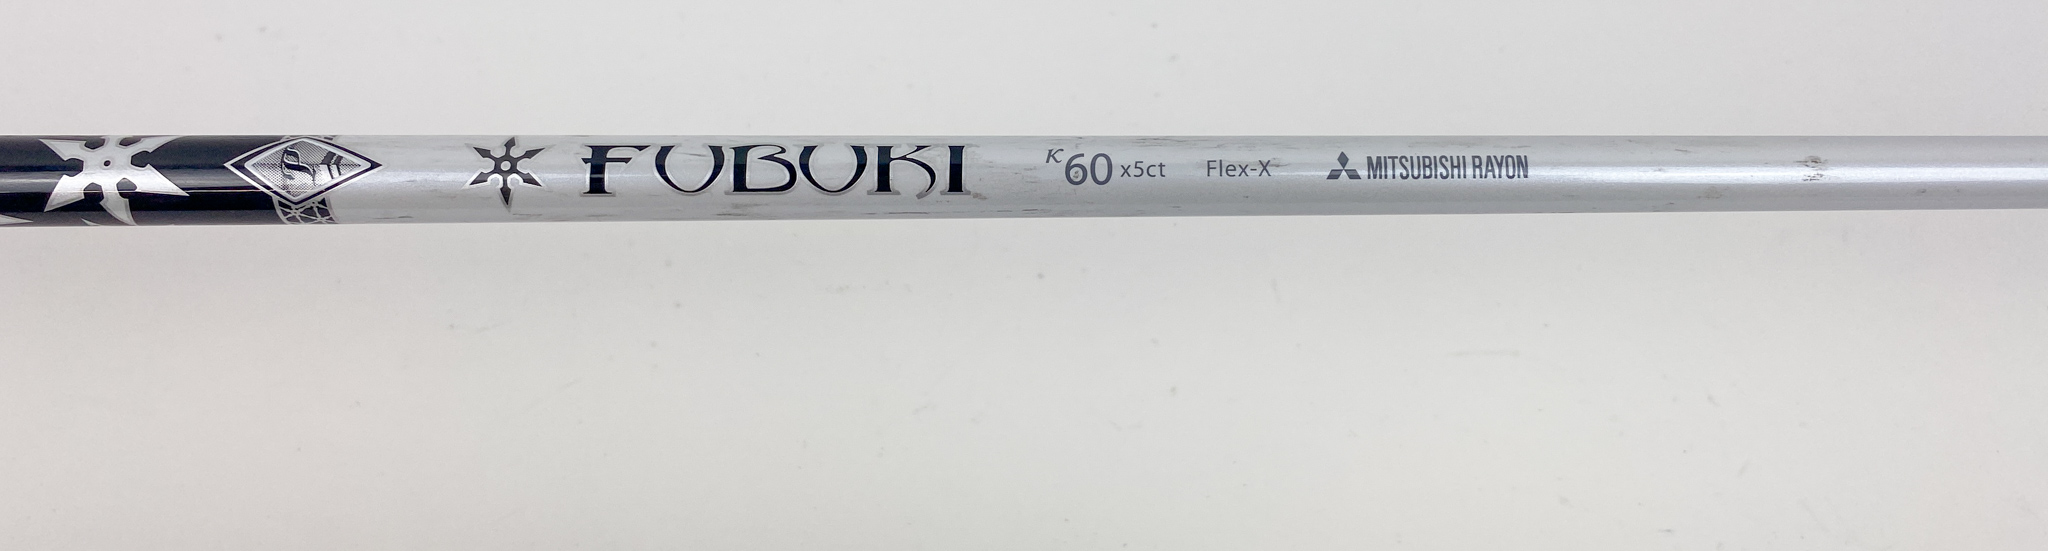 FUBUKI K60 x5ct Flex-X MITSUBISHI RAYON